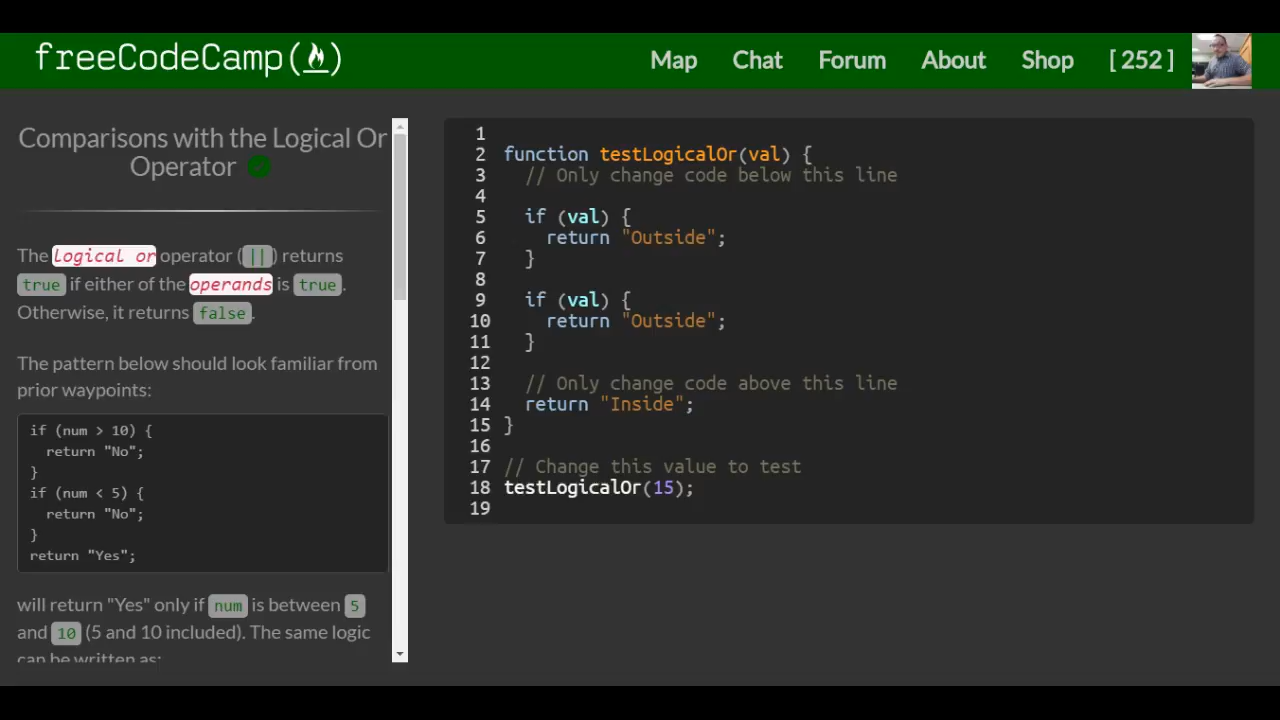 freeCodeCamp(🔥)
Map Chat Forum About Shop [ 252 ]
Comparisons with the Logical Or
Operator
The logical or operator (||) returns
true if either of the operands is true.
Otherwise, it returns false.
The pattern below should look familiar from
prior waypoints:
if (num > 10) {
return "No";
}
if (num < 5) {
return "No";
}
return "Yes";
will return "Yes" only if num is between 5
and 10 (5 and 10 included). The same logic
can be written as:
1
2 function testLogicalOr(val) {
3 // Only change code below this line
4
5 if (val) {
6 return "Outside";
7 }
8
9 if (val) {
10 return "Outside";
11 }
12
13 // Only change code above this line
14 return "Inside";
15 }
16
17 // Change this value to test
18 testLogicalOr(15);
19